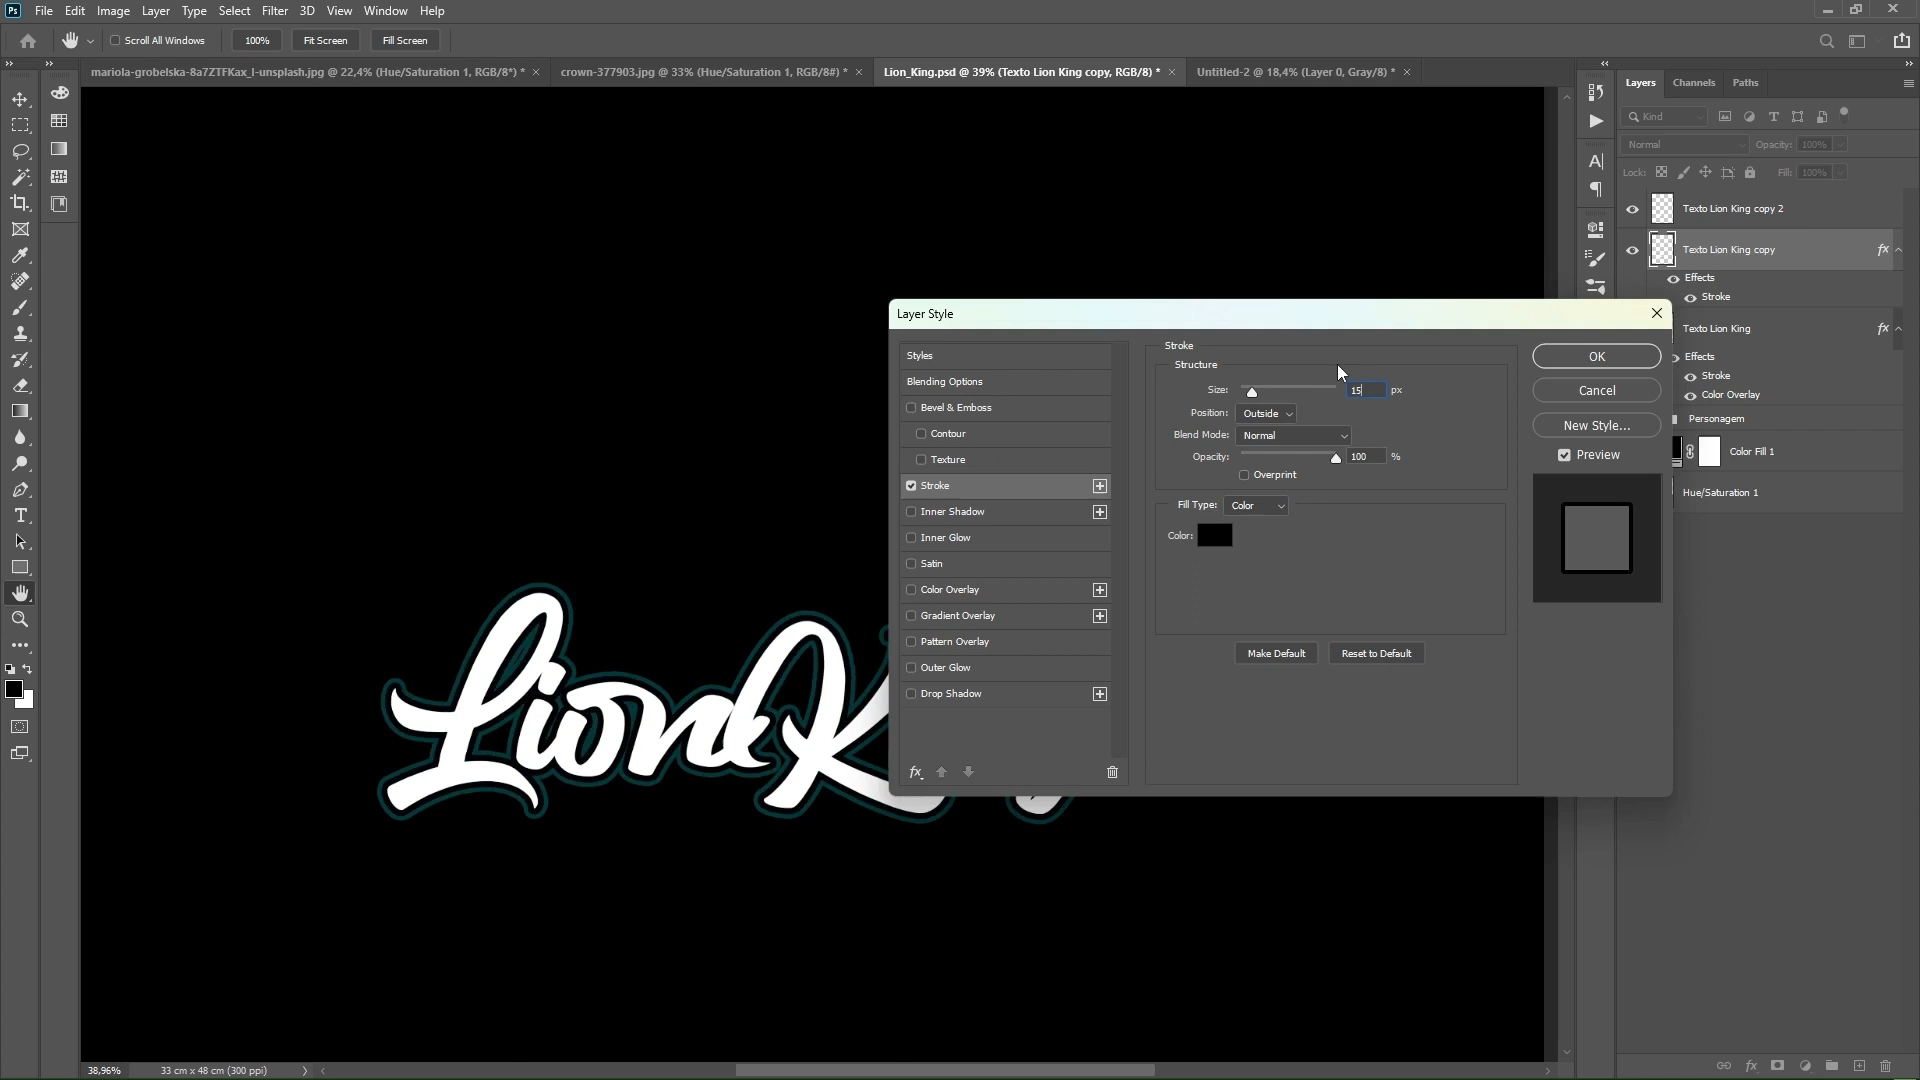 Ps File Edit Image Layer Type Select Filter 3D View Window Help
Scroll All Windows 100% Fit Screen Fill Screen
mariola-grobelska-8a7ZTFKax_I-unsplash.jpg @ 22,4% (Hue/Saturation 1, RGB/8*) * crown-377903.jpg @ 33% (Hue/Saturation 1, RGB/8#) * Lion_King.psd @ 39% (Texto Lion King copy, RGB/8) * Untitled-2 @ 18,4% (Layer 0, Gray/8) *
Layers Channels Paths
Kind
Normal Opacity: 100%
Lock: Fill: 100%
Texto Lion King copy 2
Texto Lion King copy fx
Effects
Stroke
Texto Lion King fx
Effects
Stroke
Color Overlay
Personagem
Color Fill 1
Hue/Saturation 1
Layer Style
Styles
Blending Options
Bevel & Emboss
Contour
Texture
Stroke
Inner Shadow
Inner Glow
Satin
Color Overlay
Gradient Overlay
Pattern Overlay
Outer Glow
Drop Shadow
fx
Stroke
Structure
Size: 15 px
Position: Outside
Blend Mode: Normal
Opacity: 100 %
Overprint
Fill Type: Color
Color:
Make Default Reset to Default
OK
Cancel
New Style...
Preview
Lion K
38,96% 33 cm x 48 cm (300 ppi)
fx